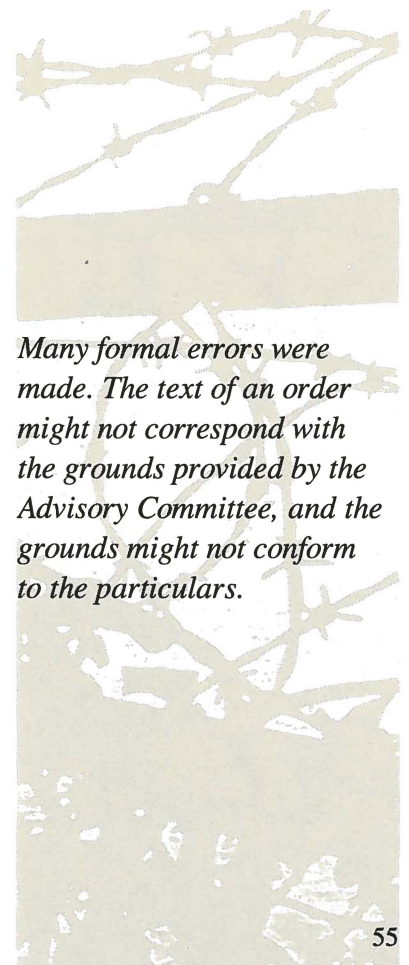 Many formal errors were
made. The text of an order
might not correspond with
the grounds provided by the
Advisory Committee, and the
grounds might not conform
to the particulars.
55